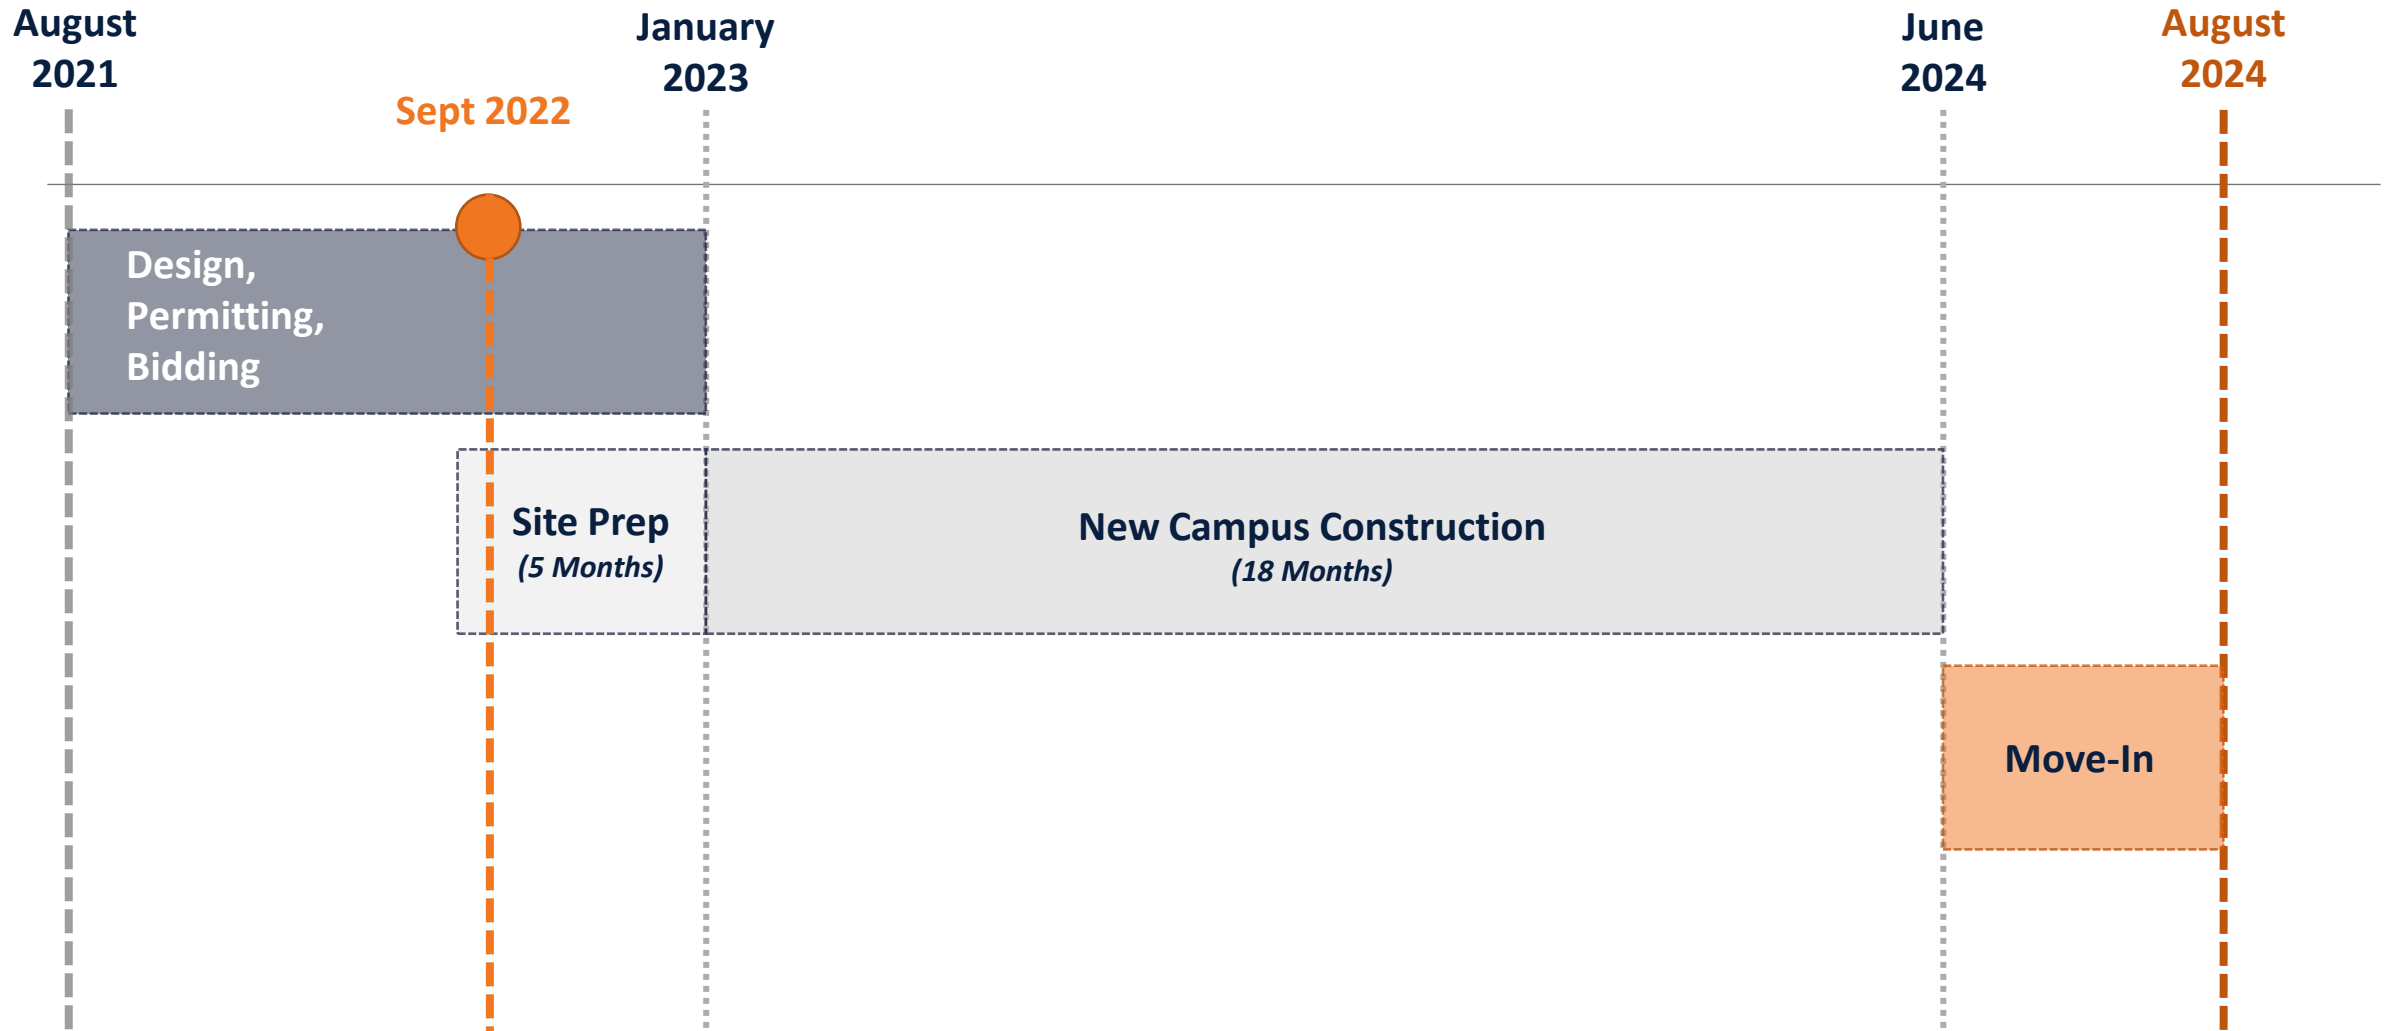 August
2021
Sept 2022
January
2023
June
2024
August
2024
Design,
Permitting,
Bidding
Site Prep
(5 Months)
New Campus Construction
(18 Months)
Move-In